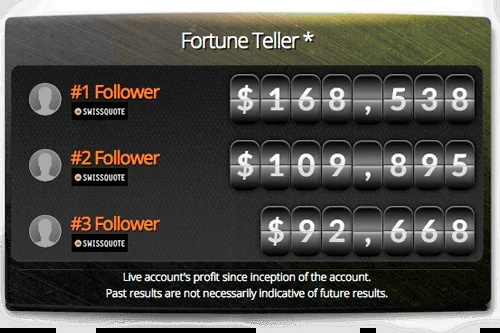 Fortune Teller *
#1 Follower
SWISSQUOTE
$168,538
#2 Follower
SWISSQUOTE
$109,895
#3 Follower
SWISSQUOTE
$92,668
Live account's profit since inception of the account.
Past results are not necessarily indicative of future results.